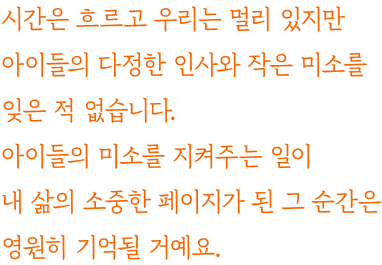 시간은 흐르고 우리는 멀리 있지만
아이들의 다정한 인사와 작은 미소를
잊은 적 없습니다.
아이들의 미소를 지켜주는 일이
내 삶의 소중한 페이지가 된 그 순간은
영원히 기억될 거예요.